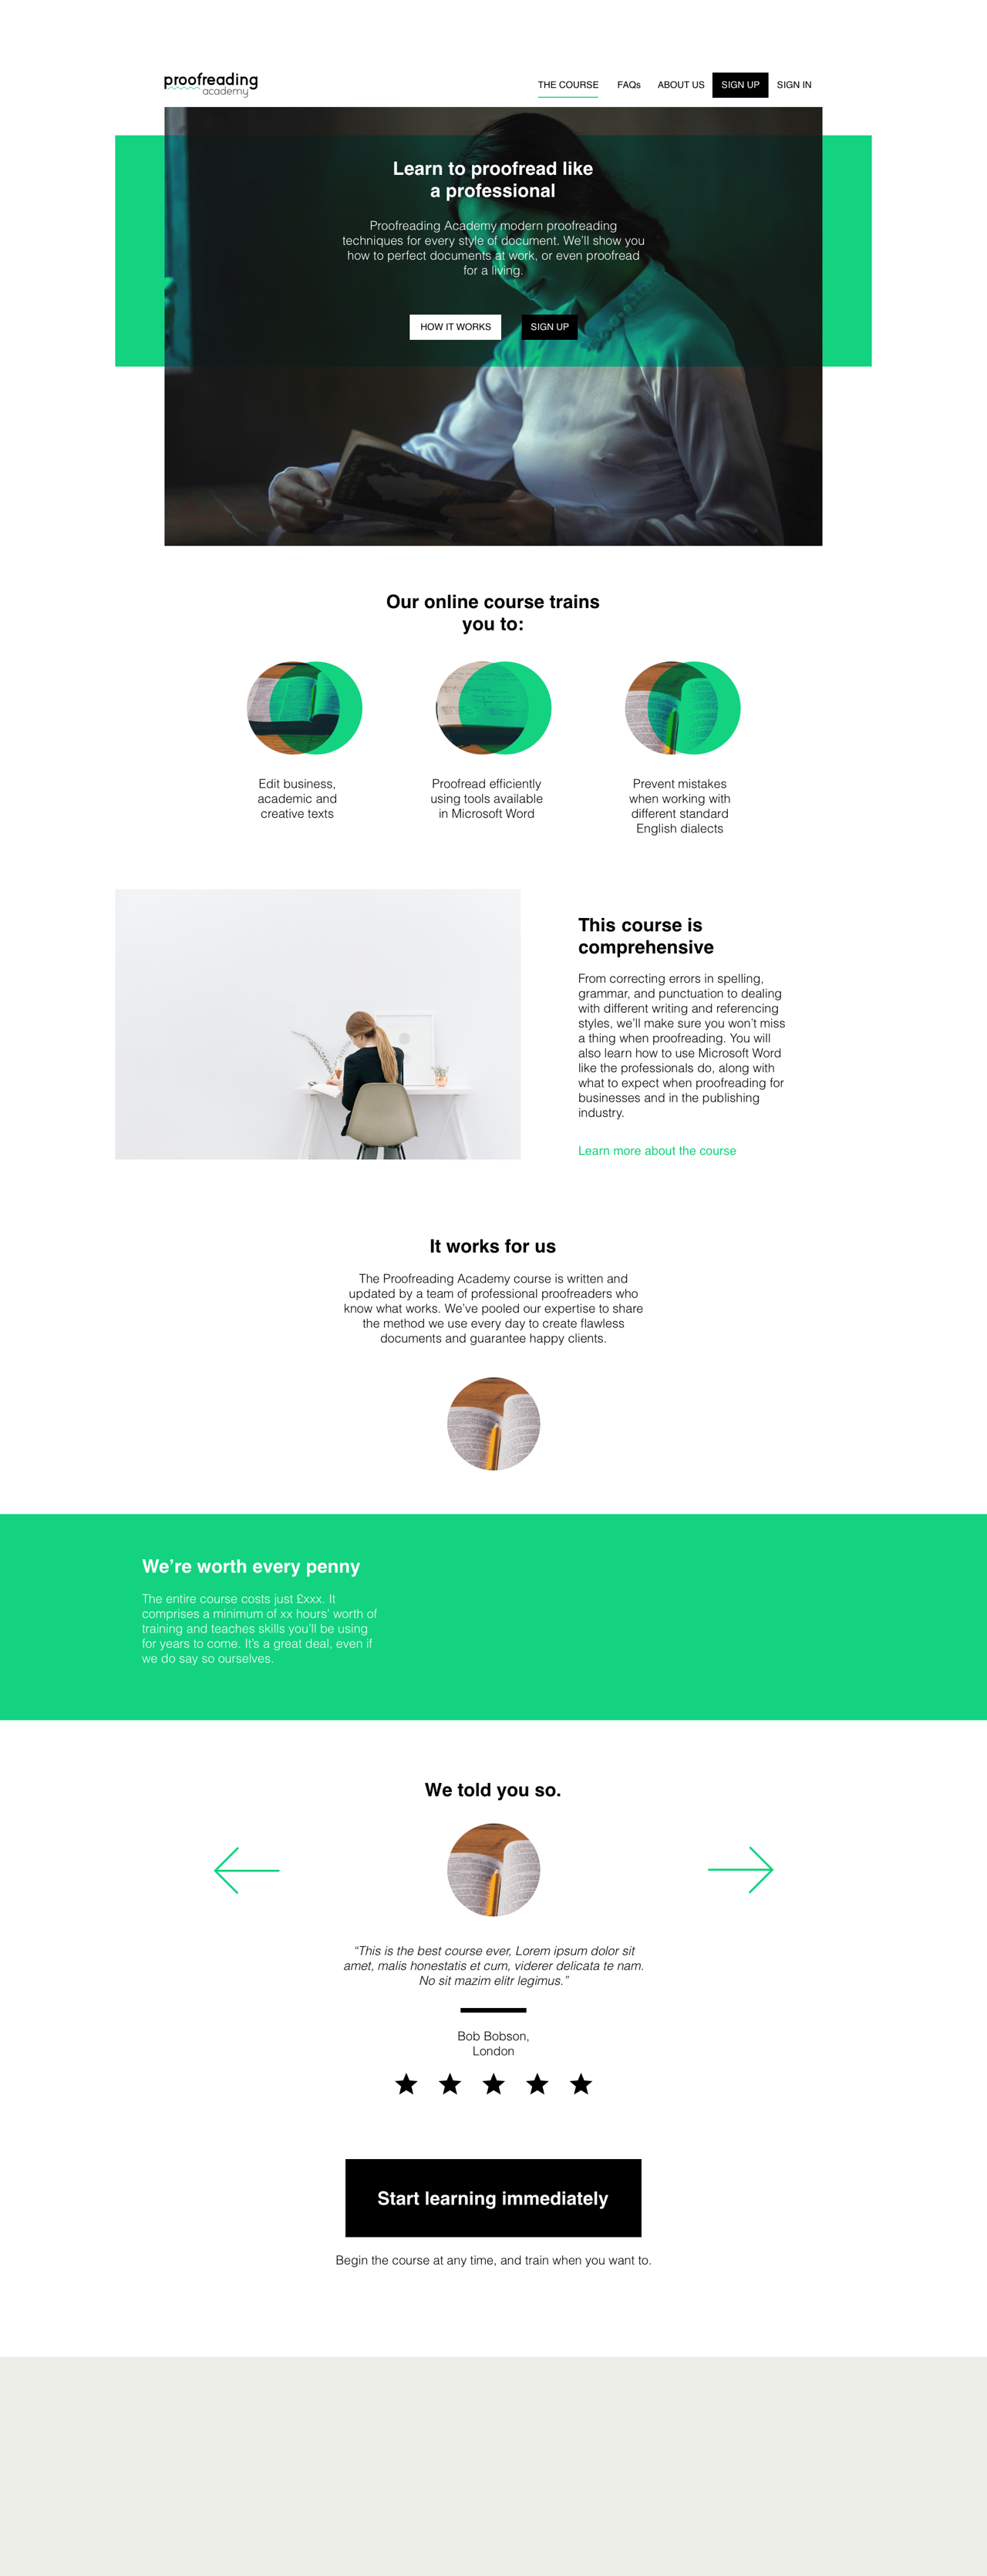 proofreading
academy
THE COURSE FAQs ABOUT US SIGN UP SIGN IN
Learn to proofread like
a professional
Proofreading Academy modern proofreading
techniques for every style of document. We'll show you
how to perfect documents at work, or even proofread
for a living.
HOW IT WORKS SIGN UP
Our online course trains
you to:
Edit business,
academic and
creative texts
Proofread efficiently
using tools available
in Microsoft Word
Prevent mistakes
when working with
different standard
English dialects
This course is
comprehensive
From correcting errors in spelling,
grammar, and punctuation to dealing
with different writing and referencing
styles, we'll make sure you won't miss
a thing when proofreading. You will
also learn how to use Microsoft Word
like the professionals do, along with
what to expect when proofreading for
businesses and in the publishing
industry.
Learn more about the course
It works for us
The Proofreading Academy course is written and
updated by a team of professional proofreaders who
know what works. We've pooled our expertise to share
the method we use every day to create flawless
documents and guarantee happy clients.
We're worth every penny
The entire course costs just £xxx. It
comprises a minimum of xx hours' worth of
training and teaches skills you'll be using
for years to come. It's a great deal, even if
we do say so ourselves.
We told you so.
“This is the best course ever, Lorem ipsum dolor sit
amet, malis honestatis et cum, viderer delicata te nam.
No sit mazim elitr legimus.”
Bob Bobson,
London
Start learning immediately
Begin the course at any time, and train when you want to.